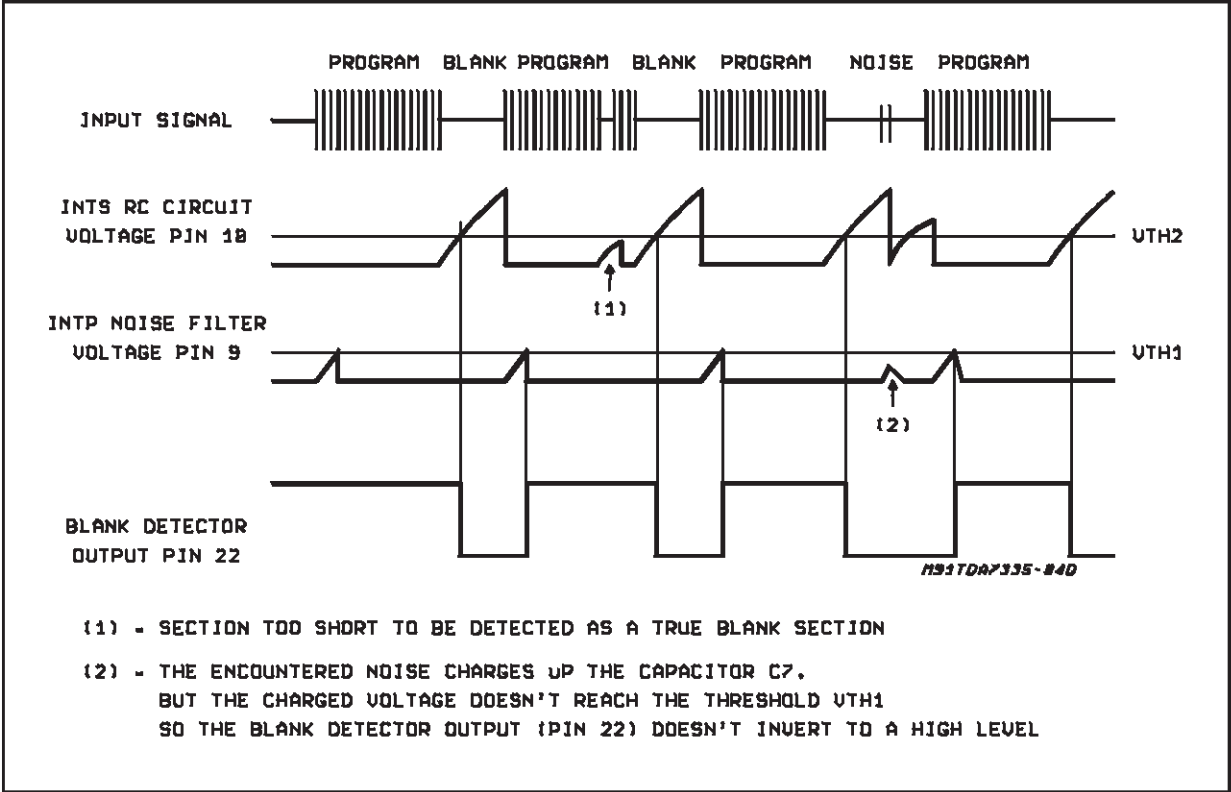 PROGRAM BLANK PROGRAM BLANK PROGRAM NOISE PROGRAM
INPUT SIGNAL
INTS RC CIRCUIT
VOLTAGE PIN 10
VTH2
(1)
INTP NOISE FILTER
VOLTAGE PIN 9
VTH1
(2)
BLANK DETECTOR
OUTPUT PIN 22
M91TDA7335-04D
(1) - SECTION TOO SHORT TO BE DETECTED AS A TRUE BLANK SECTION
(2) - THE ENCOUNTERED NOISE CHARGES UP THE CAPACITOR C7.
BUT THE CHARGED VOLTAGE DOESN'T REACH THE THRESHOLD VTH1
SO THE BLANK DETECTOR OUTPUT (PIN 22) DOESN'T INVERT TO A HIGH LEVEL